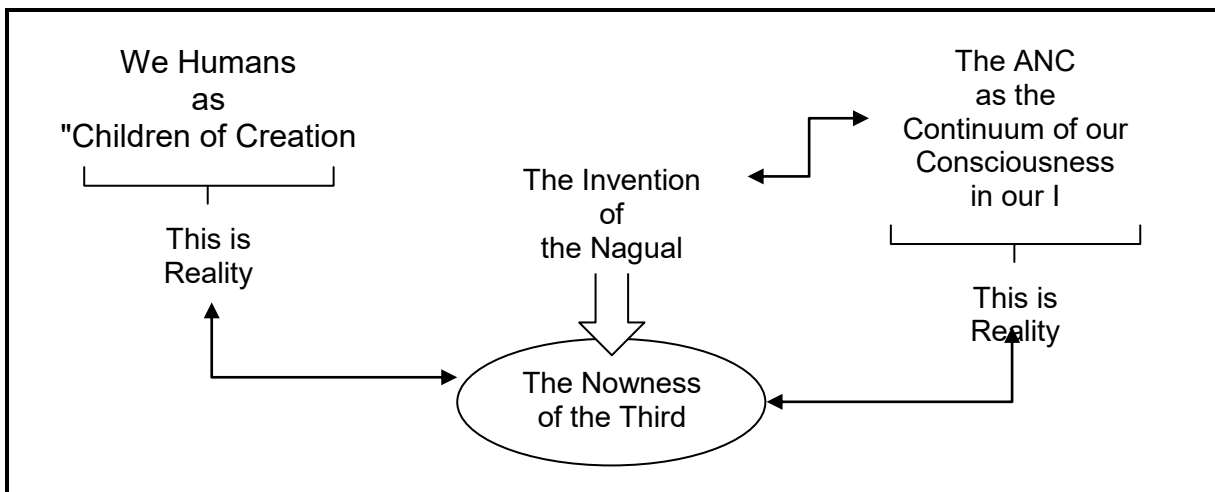 We Humans
as
"Children of Creation
This is
Reality
The Invention
of
the Nagual
The Nowness
of the Third
The ANC
as the
Continuum of our
Consciousness
in our I
This is
Reality